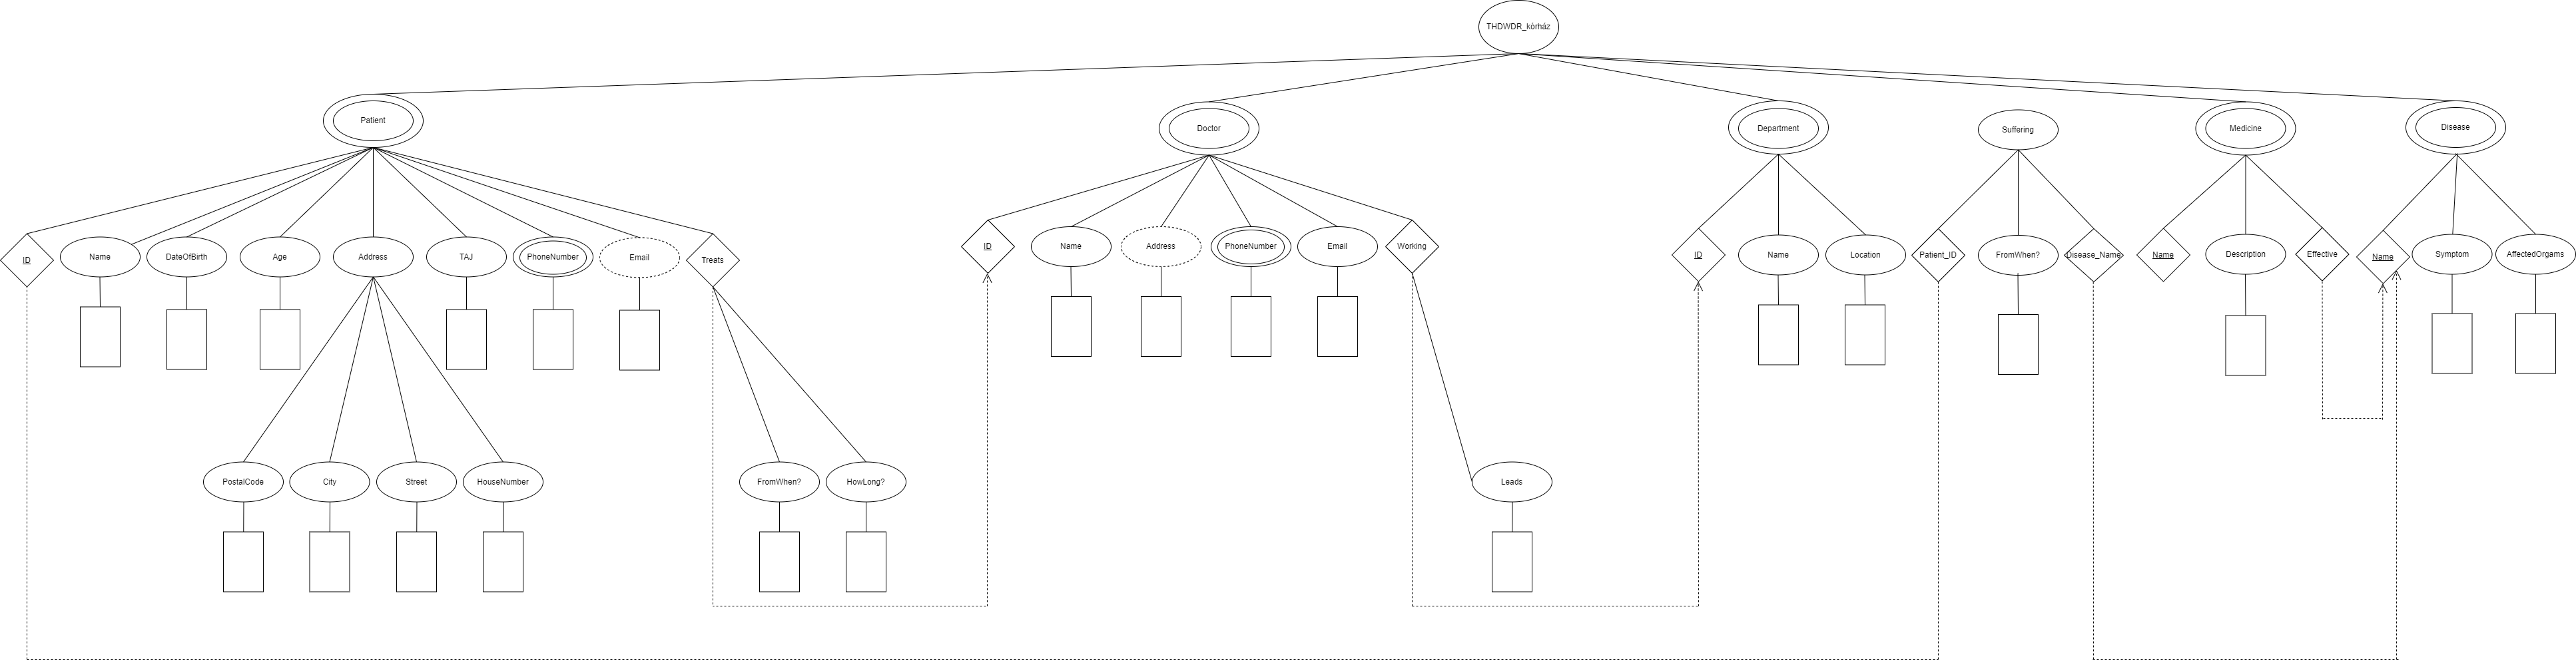 THDWDR_kórház
Patient
Doctor
Department
Suffering
Medicine
Disease
ID
Name
DateOfBirth
Age
Address
TAJ
PhoneNumber
Email
Treats
ID
Name
Address
PhoneNumber
Email
Working
ID
Name
Location
Patient_ID
FromWhen?
Disease_Name
Name
Description
Effective
Name
Symptom
AffectedOrgams
PostalCode
City
Street
HouseNumber
FromWhen?
HowLong?
Leads